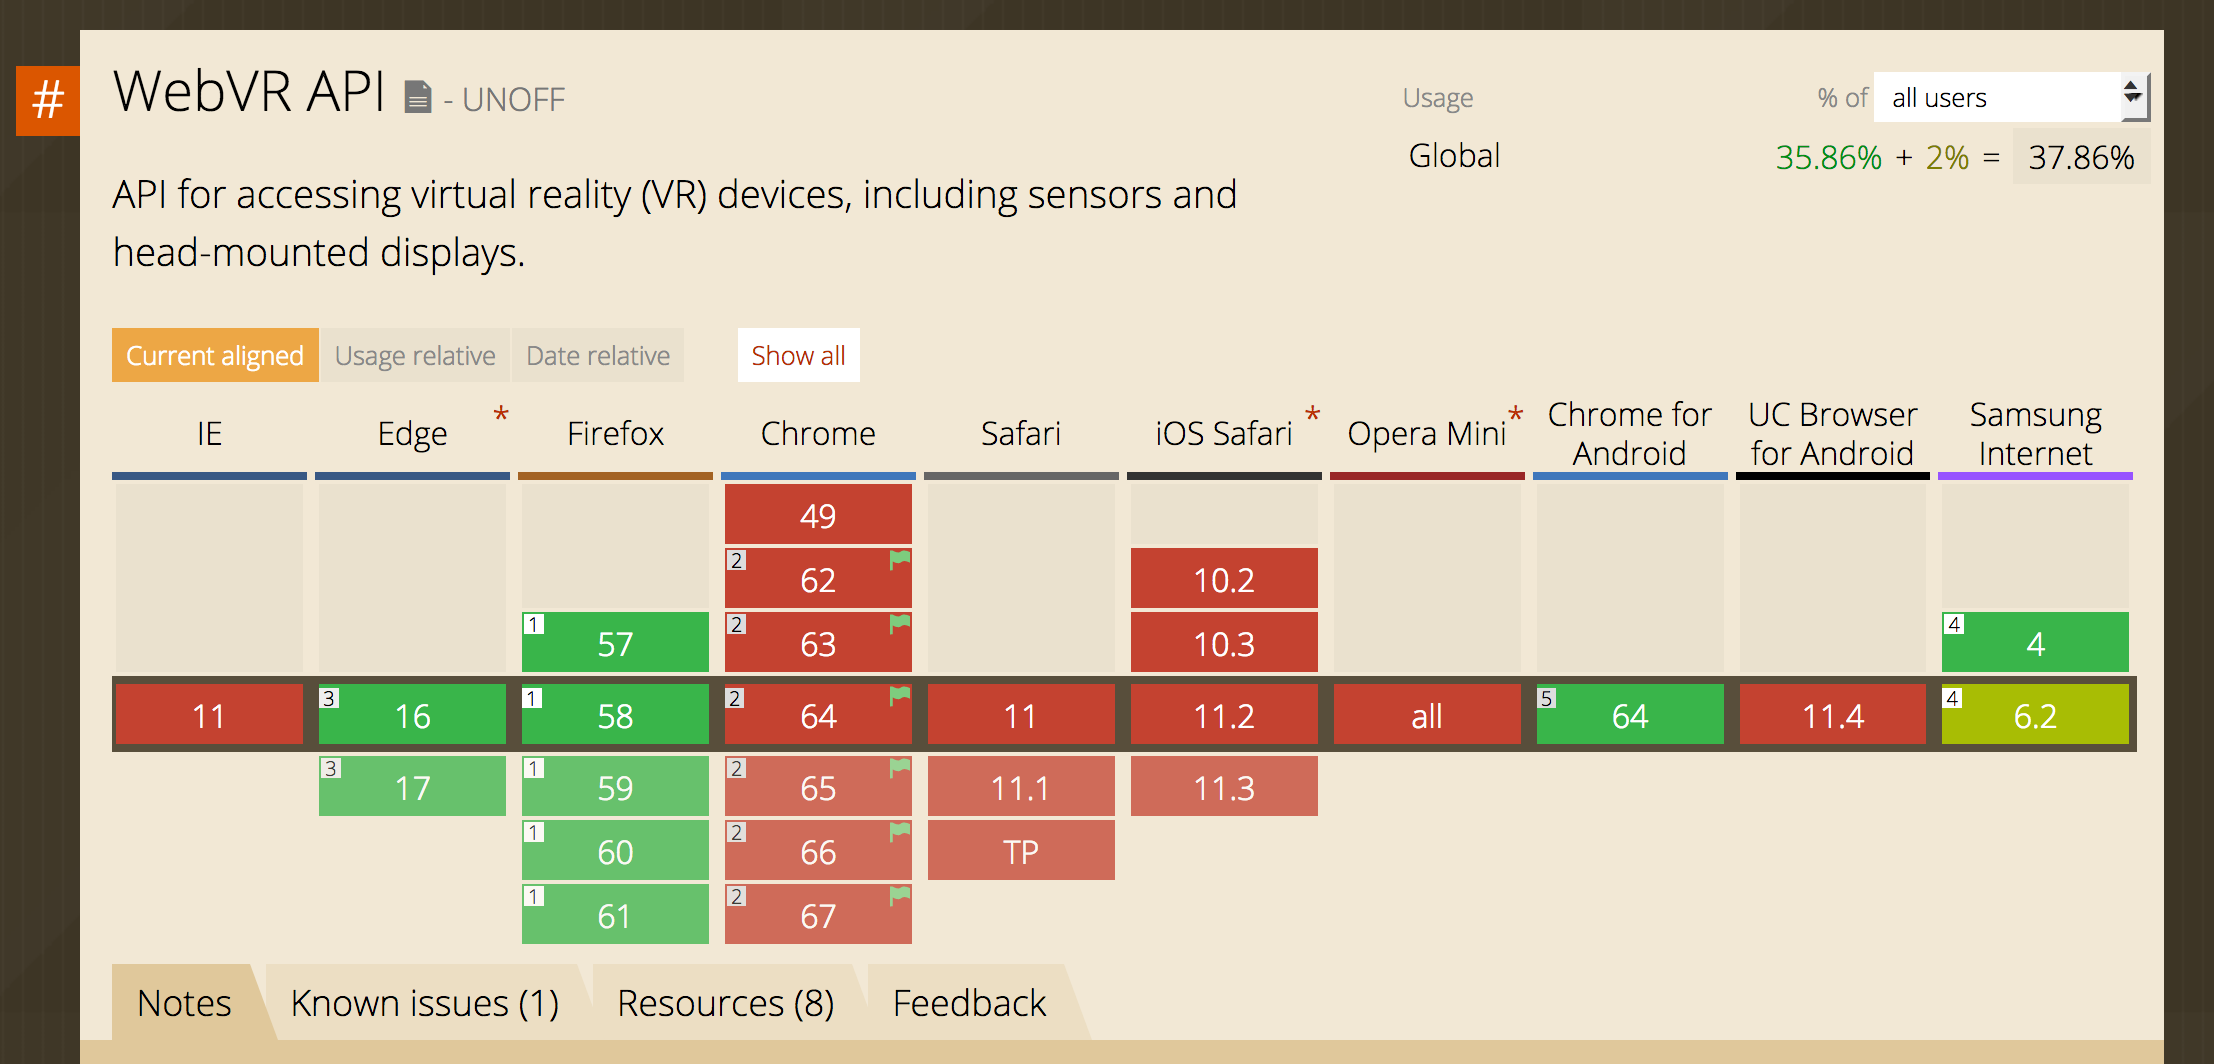 #
WebVR API - UNOFF
Usage % of all users
Global 35.86% + 2% = 37.86%
API for accessing virtual reality (VR) devices, including sensors and
head-mounted displays.
Current aligned Usage relative Date relative Show all
IE Edge * Firefox Chrome Safari iOS Safari * Opera Mini * Chrome for Android UC Browser for Android Samsung Internet
49
2 62 10.2
1 57 2 63 10.3 4 4
11 3 16 1 58 2 64 11 11.2 all 5 64 11.4 4 6.2
3 17 1 59 2 65 11.1 11.3
1 60 2 66 TP
1 61 2 67
Notes Known issues (1) Resources (8) Feedback